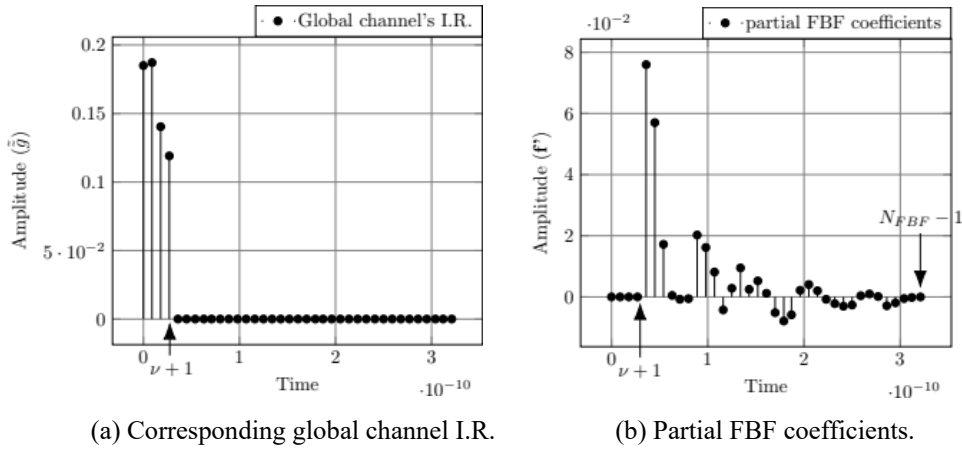 Global channel's I.R.
0.2
0.15
0.1
5 · 10⁻²
0
Amplitude (g̃̄)
0
1
2
3
ν + 1
Time
·10⁻¹⁰
(a) Corresponding global channel I.R.
·10⁻²
partial FBF coefficients
8
6
4
2
0
Amplitude (f')
N_{FBF} − 1
0
1
2
3
ν + 1
Time
·10⁻¹⁰
(b) Partial FBF coefficients.